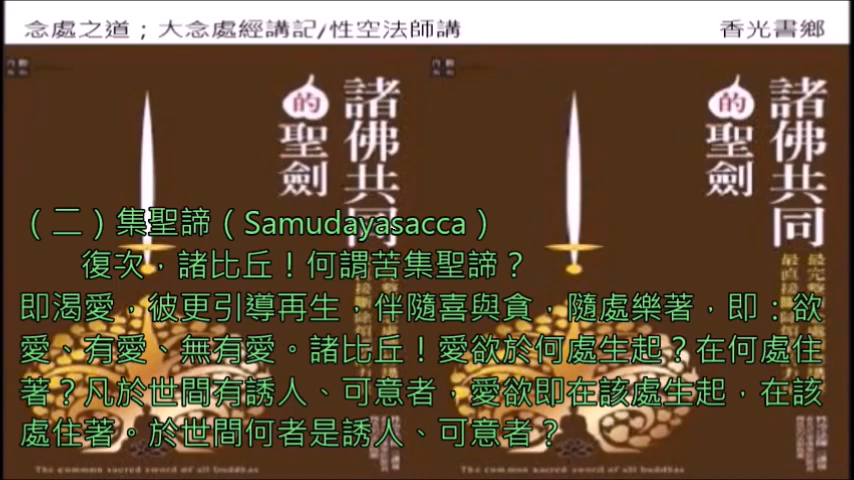 念處之道；大念處經講記/性空法師講
香光書鄉
諸佛共同
的聖劍
諸佛共同
的聖劍
（二）集聖諦（Samudayasacca）
復次，諸比丘！何謂苦集聖諦？
即渴愛，彼更引導再生，伴隨喜與貪，隨處樂著，即：欲
愛、有愛、無有愛。諸比丘！愛欲於何處生起？在何處住
著？凡於世間有誘人、可意者，愛欲即在該處生起，在該
處住著。於世間何者是誘人、可意者？
The common sacred sword of all buddhas
The common sacred sword of all buddhas